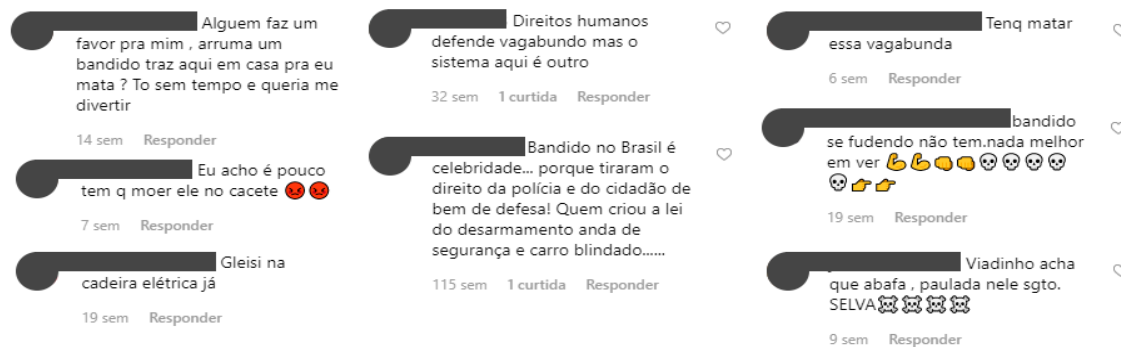 Alguem faz um
favor pra mim , arruma um
bandido traz aqui em casa pra eu
mata ? To sem tempo e queria me
divertir
14 sem Responder
Eu acho é pouco
tem q moer ele no cacete 😡 😡
7 sem Responder
Gleisi na
cadeira elétrica já
19 sem Responder
Direitos humanos
defende vagabundo mas o
sistema aqui é outro
32 sem 1 curtida Responder
Bandido no Brasil é
celebridade... porque tiraram o
direito da polícia e do cidadão de
bem de defesa! Quem criou a lei
do desarmamento anda de
segurança e carro blindado......
115 sem 1 curtida Responder
Tenq matar
essa vagabunda
6 sem Responder
bandido
se fudendo não tem.nada melhor
em ver 💪💪👊👊💀💀💀💀
💀👉👉
19 sem Responder
Viadinho acha
que abafa , paulada nele sgto.
SELVA☠☠☠☠
9 sem Responder